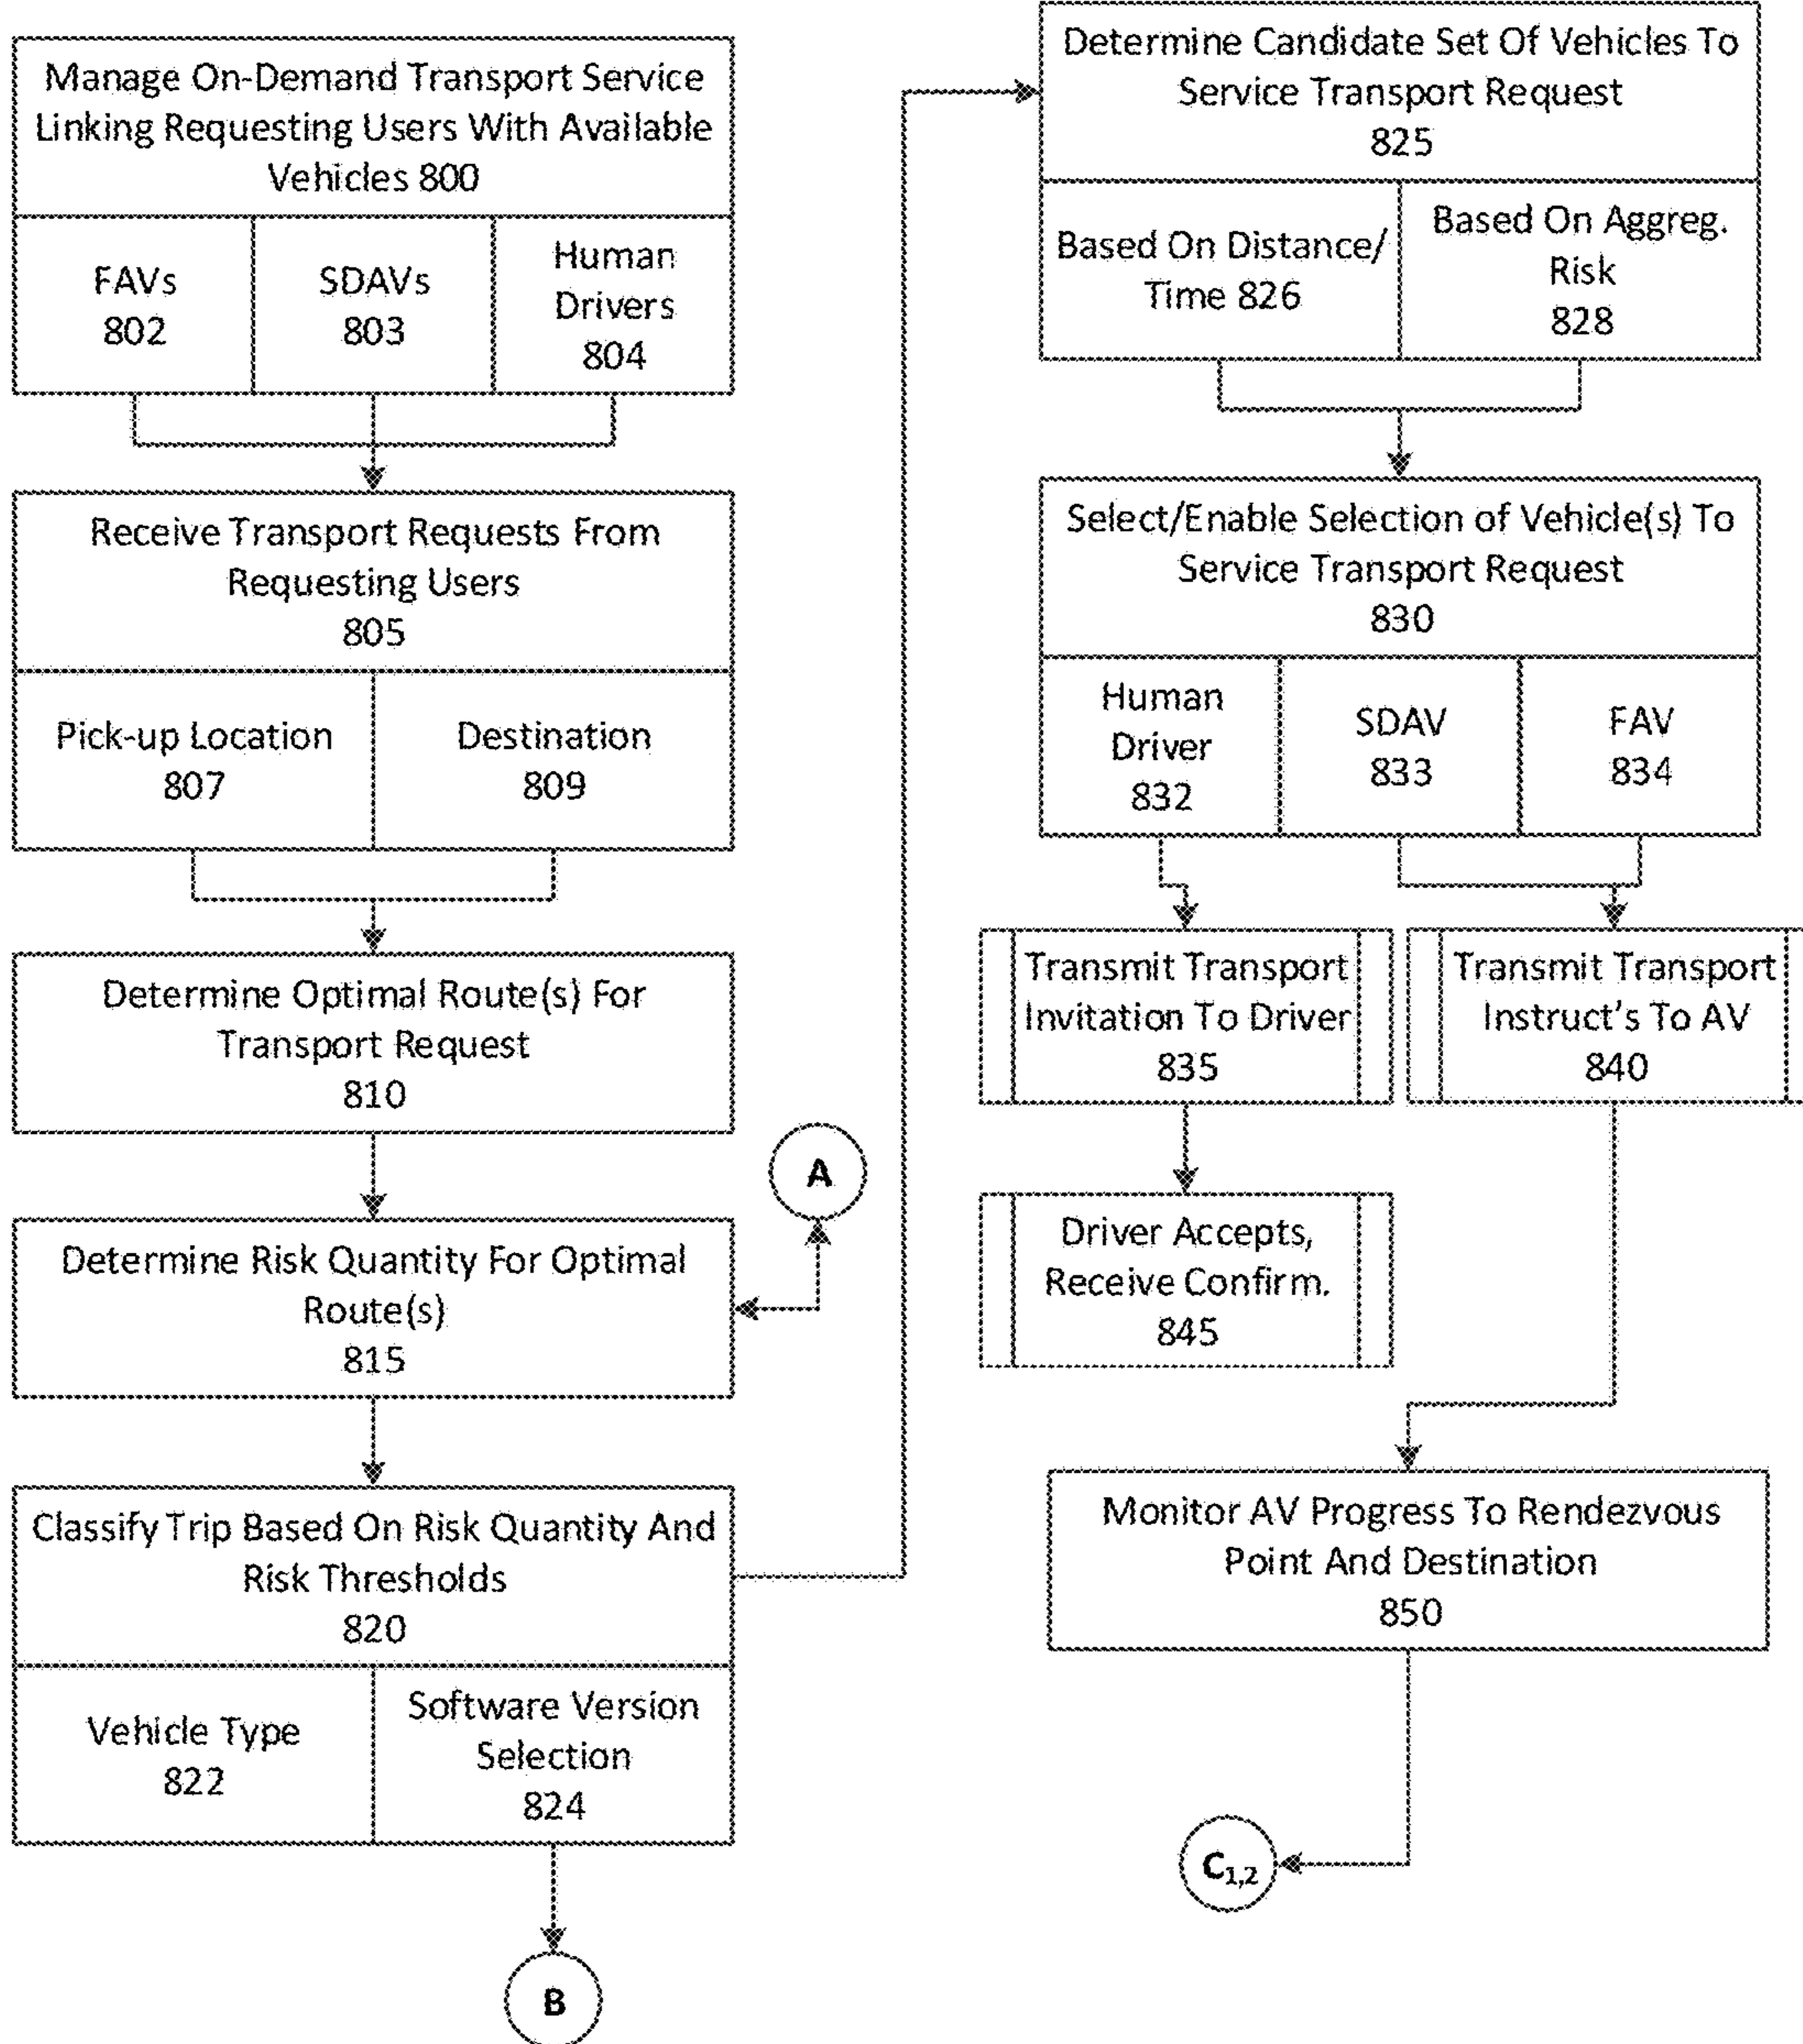 Manage On-Demand Transport Service
Linking Requesting Users With Available
Vehicles 800
FAVs
802
SDAVs
803
Human
Drivers
804
Receive Transport Requests From
Requesting Users
805
Pick-up Location
807
Destination
809
Determine Optimal Route(s) For
Transport Request
810
A
Determine Risk Quantity For Optimal
Route(s)
815
Classify Trip Based On Risk Quantity And
Risk Thresholds
820
Vehicle Type
822
Software Version
Selection
824
B
Determine Candidate Set Of Vehicles To
Service Transport Request
825
Based On Distance/
Time 826
Based On Aggreg.
Risk
828
Select/Enable Selection of Vehicle(s) To
Service Transport Request
830
Human
Driver
832
SDAV
833
FAV
834
Transmit Transport
Invitation To Driver
835
Transmit Transport
Instruct's To AV
840
Driver Accepts,
Receive Confirm.
845
Monitor AV Progress To Rendezvous
Point And Destination
850
C1,2